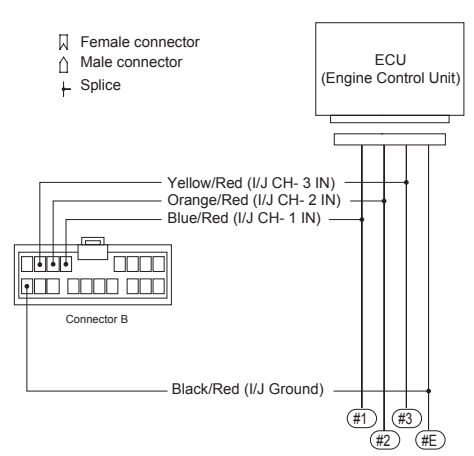 Female connector
Male connector
Splice
ECU
(Engine Control Unit)
Yellow/Red (I/J CH- 3 IN)
Orange/Red (I/J CH- 2 IN)
Blue/Red (I/J CH- 1 IN)
Connector B
Black/Red (I/J Ground)
#1
#3
#2
#E